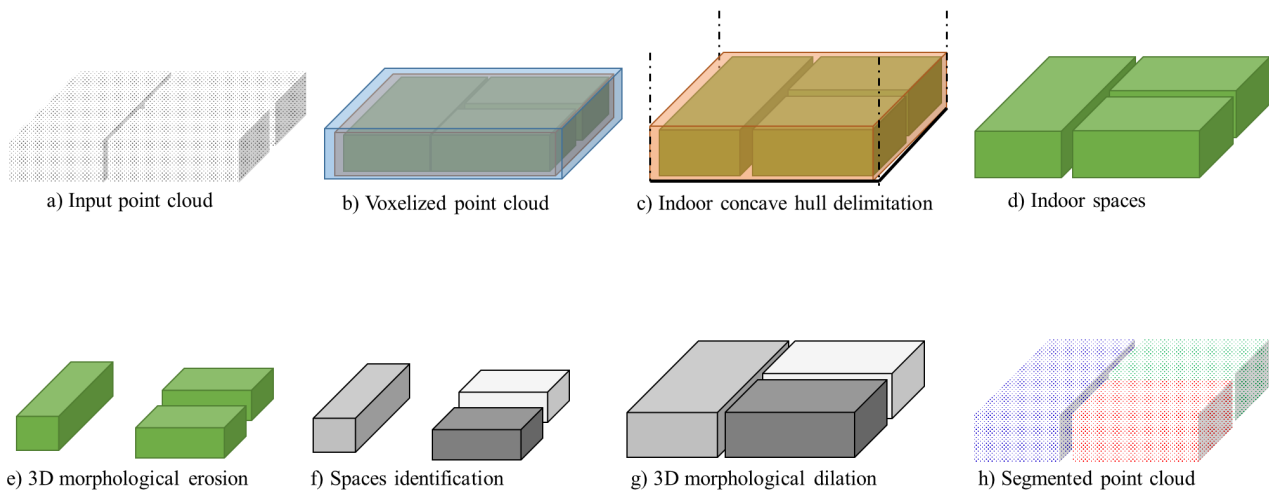 a) Input point cloud
b) Voxelized point cloud
c) Indoor concave hull delimitation
d) Indoor spaces
e) 3D morphological erosion
f) Spaces identification
g) 3D morphological dilation
h) Segmented point cloud